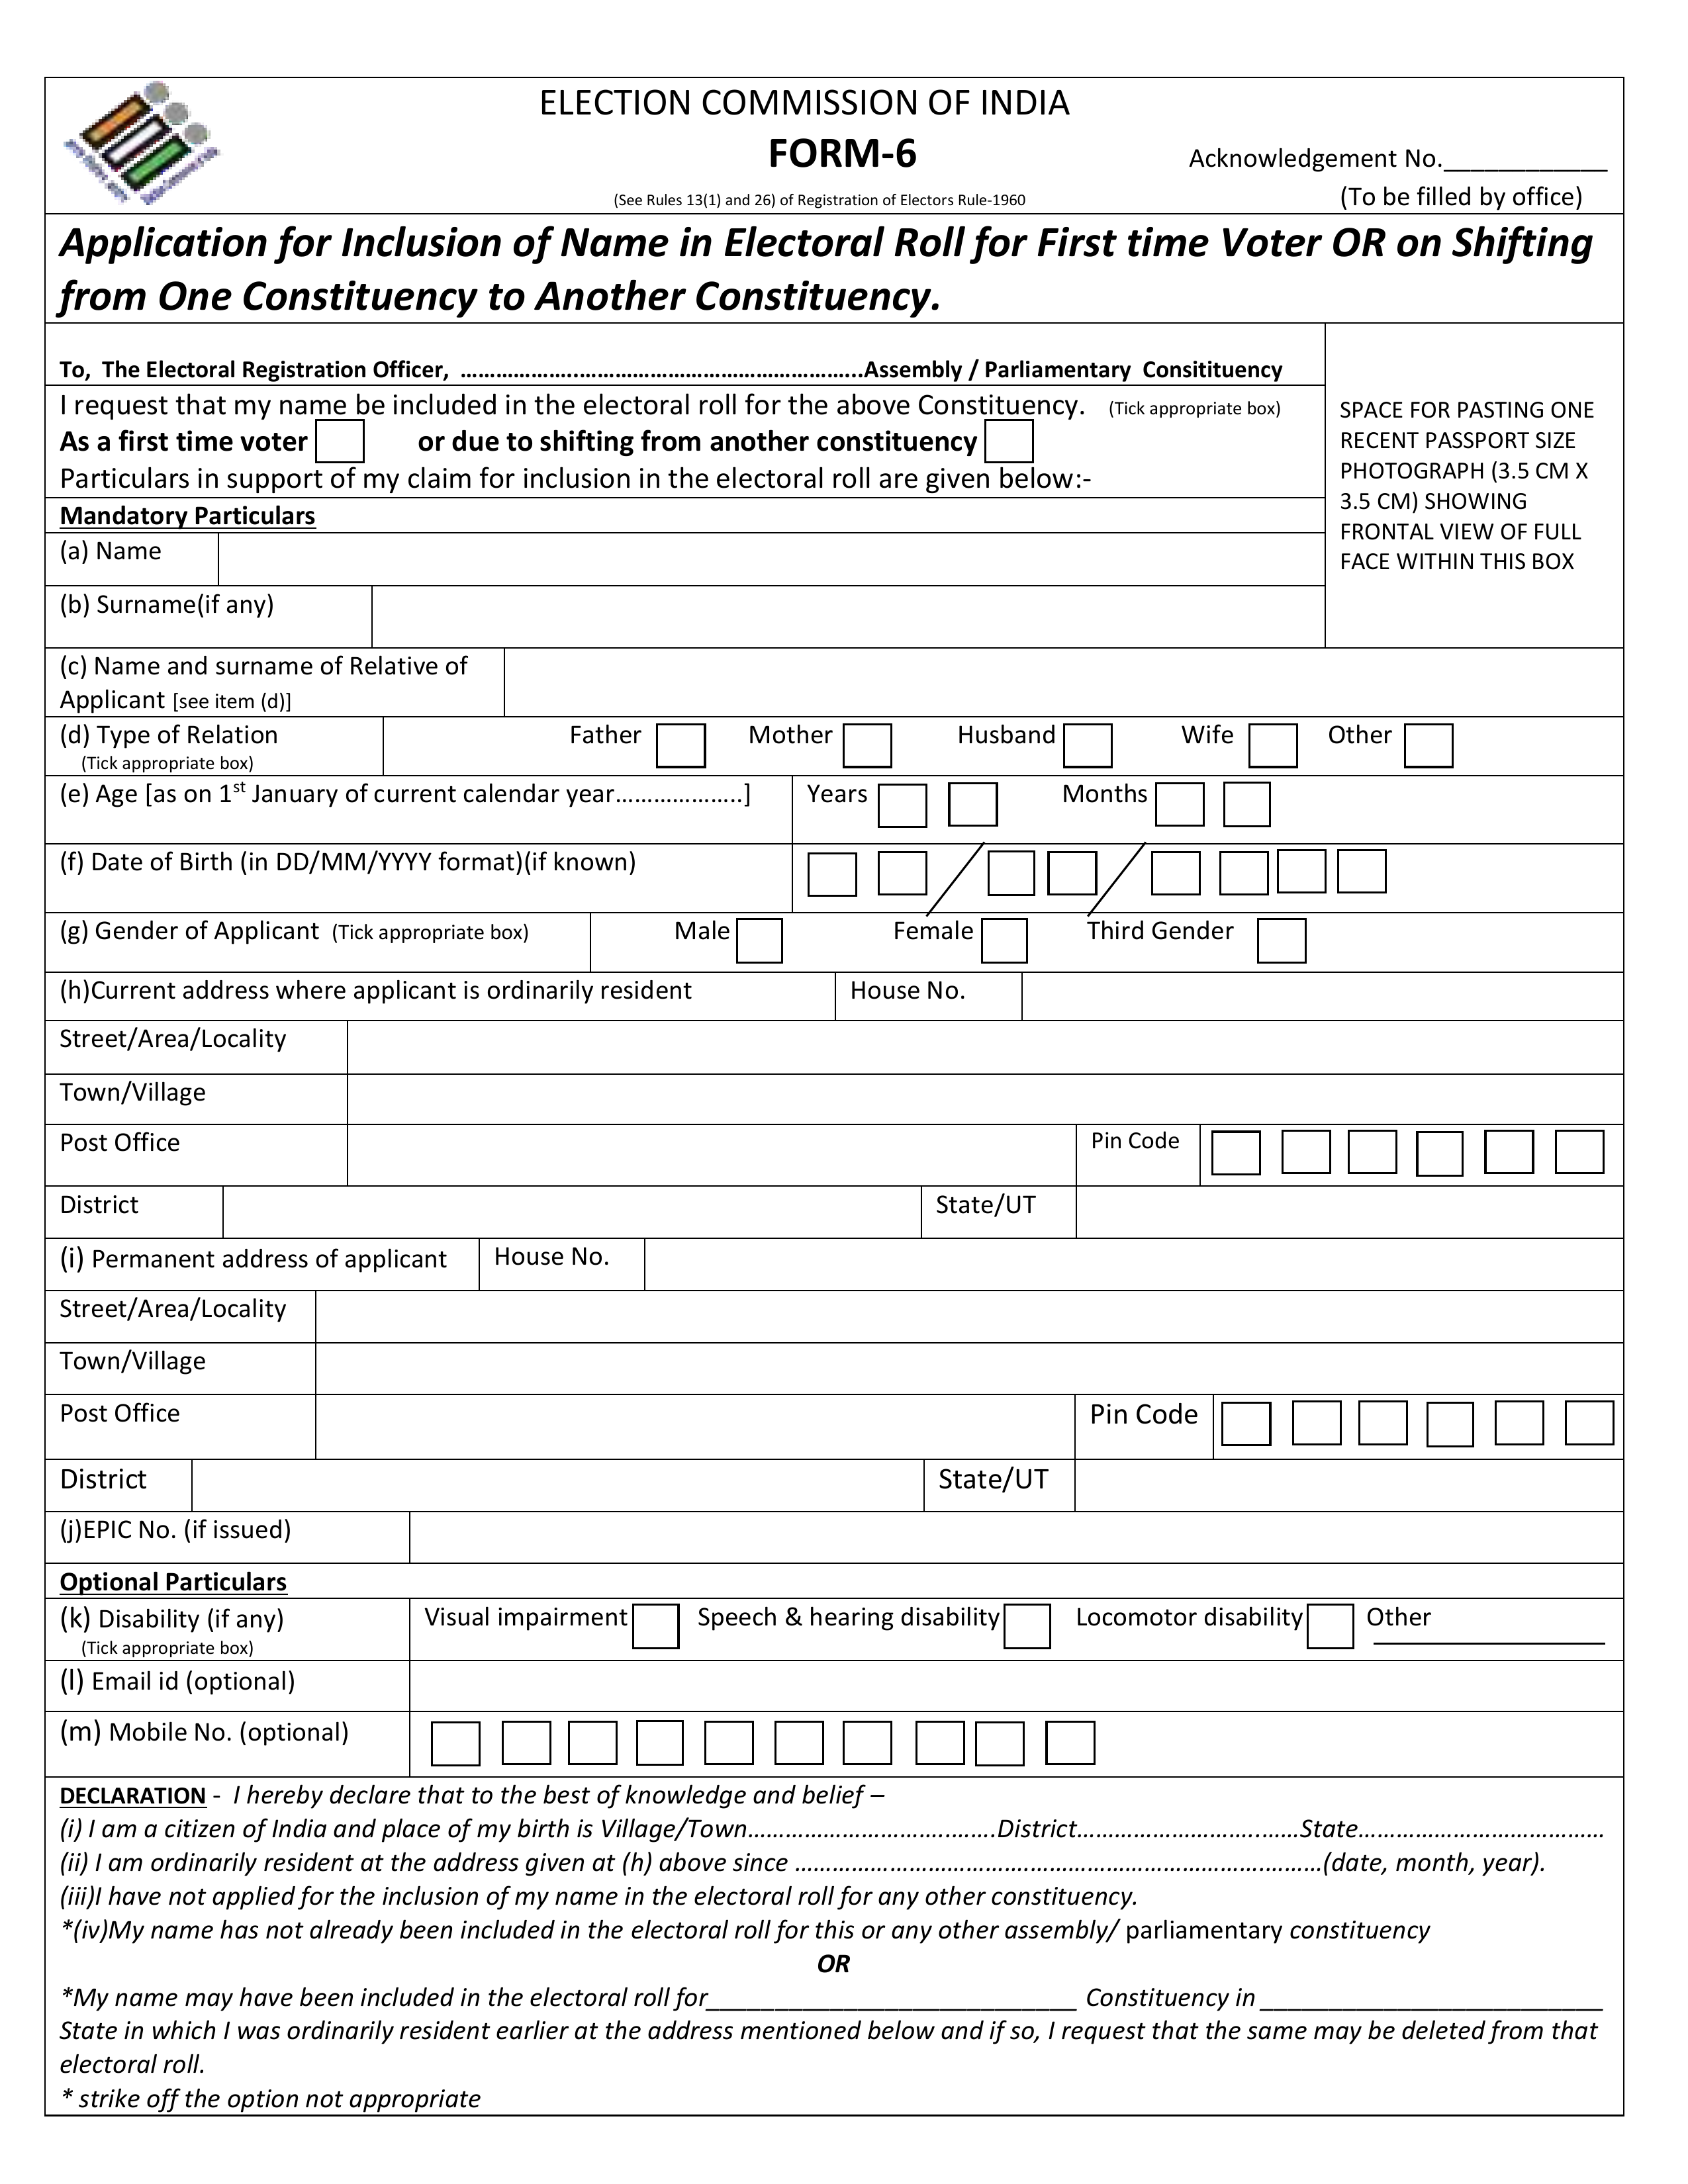 ELECTION COMMISSION OF INDIA
FORM-6
Acknowledgement No.____________
(See Rules 13(1) and 26) of Registration of Electors Rule-1960
(To be filled by office)
Application for Inclusion of Name in Electoral Roll for First time Voter OR on Shifting
from One Constituency to Another Constituency.
To, The Electoral Registration Officer, ……………………………………………………..Assembly / Parliamentary Consitituency
I request that my name be included in the electoral roll for the above Constituency. (Tick appropriate box)
As a first time voter or due to shifting from another constituency
Particulars in support of my claim for inclusion in the electoral roll are given below:-
SPACE FOR PASTING ONE
RECENT PASSPORT SIZE
PHOTOGRAPH (3.5 CM X
3.5 CM) SHOWING
FRONTAL VIEW OF FULL
FACE WITHIN THIS BOX
Mandatory Particulars
(a) Name
(b) Surname(if any)
(c) Name and surname of Relative of
Applicant [see item (d)]
(d) Type of Relation Father Mother Husband Wife Other
(Tick appropriate box)
(e) Age [as on 1st January of current calendar year………………..] Years Months
(f) Date of Birth (in DD/MM/YYYY format)(if known) / /
(g) Gender of Applicant (Tick appropriate box) Male Female Third Gender
(h)Current address where applicant is ordinarily resident House No.
Street/Area/Locality
Town/Village
Post Office Pin Code
District State/UT
(i) Permanent address of applicant House No.
Street/Area/Locality
Town/Village
Post Office Pin Code
District State/UT
(j)EPIC No. (if issued)
Optional Particulars
(k) Disability (if any) Visual impairment Speech & hearing disability Locomotor disability Other
(Tick appropriate box)
(l) Email id (optional)
(m) Mobile No. (optional)
DECLARATION - I hereby declare that to the best of knowledge and belief –
(i) I am a citizen of India and place of my birth is Village/Town……………………….…….District……………………..……State…………………………
(ii) I am ordinarily resident at the address given at (h) above since …………………………………………………………(date, month, year).
(iii)I have not applied for the inclusion of my name in the electoral roll for any other constituency.
*(iv)My name has not already been included in the electoral roll for this or any other assembly/ parliamentary constituency
OR
*My name may have been included in the electoral roll for___________________________ Constituency in _________________________
State in which I was ordinarily resident earlier at the address mentioned below and if so, I request that the same may be deleted from that
electoral roll.
* strike off the option not appropriate